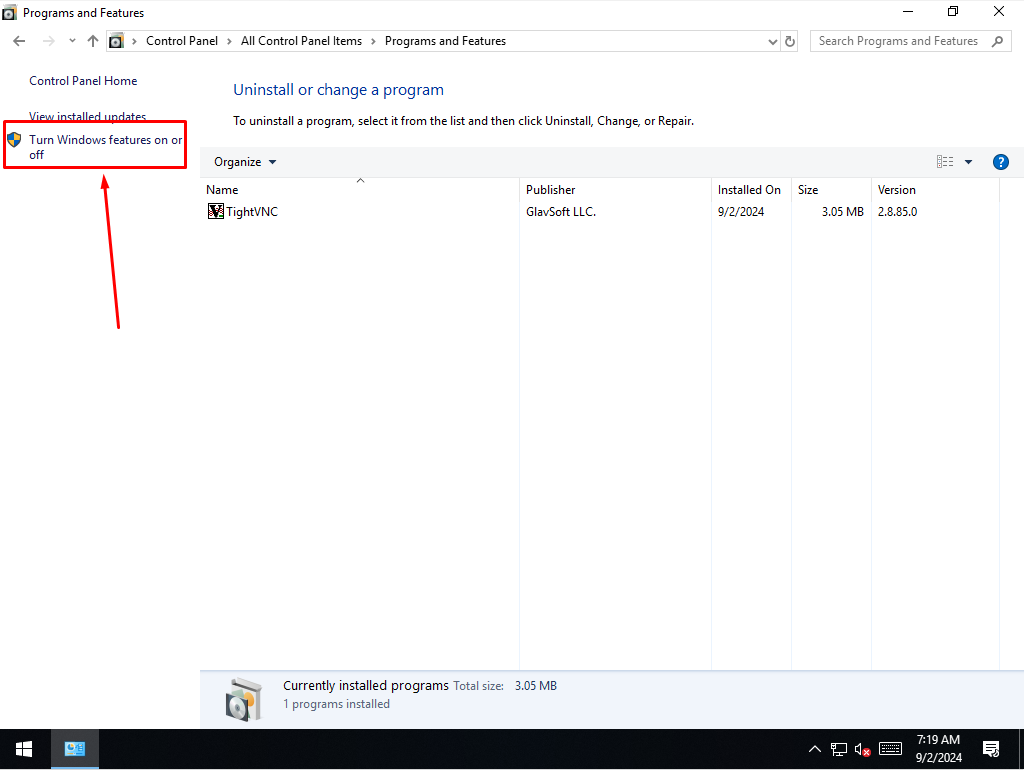 Programs and Features
Control Panel > All Control Panel Items > Programs and Features
Search Programs and Features
Control Panel Home
View installed updates
Turn Windows features on or
off
Uninstall or change a program
To uninstall a program, select it from the list and then click Uninstall, Change, or Repair.
Organize
?
Name Publisher Installed On Size Version
TightVNC GlavSoft LLC. 9/2/2024 3.05 MB 2.8.85.0
Currently installed programs Total size: 3.05 MB
1 programs installed
7:19 AM
9/2/2024